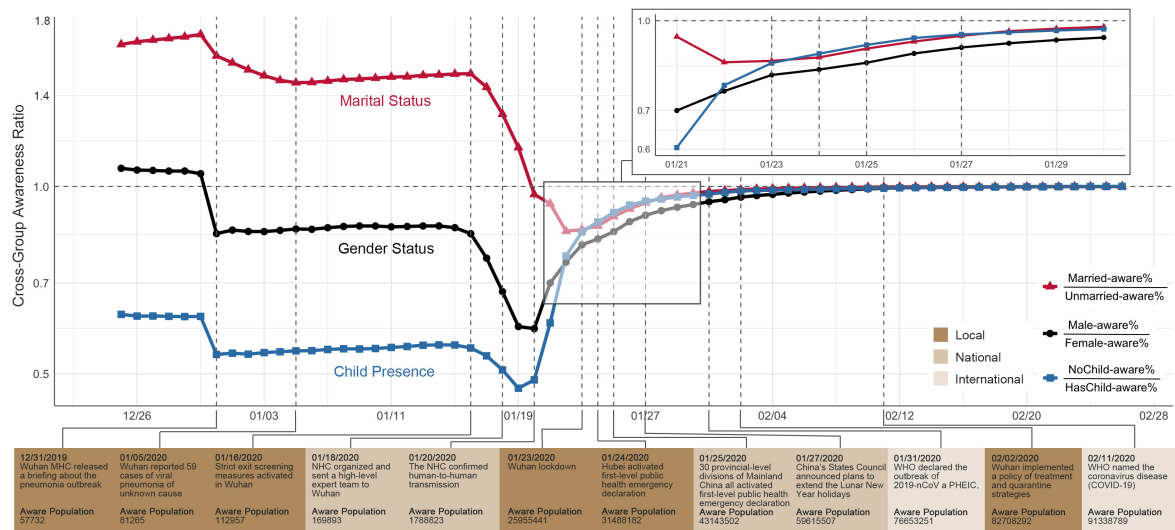 1.8
1.4
1.0
0.7
0.5
Cross-Group Awareness Ratio
Marital Status
Gender Status
Child Presence
1.0
0.7
0.6
01/21
01/23
01/25
01/27
01/29
Married-aware%
Unmarried-aware%
Male-aware%
Female-aware%
NoChild-aware%
HasChild-aware%
Local
National
International
12/26
01/03
01/11
01/19
01/27
02/04
02/12
02/20
02/28
12/31/2019
Wuhan MHC released
a briefing about the
pneumonia outbreak
Aware Population
57732
01/05/2020
Wuhan reported 59
cases of viral
pneumonia of
unknown cause
Aware Population
81265
01/16/2020
Strict exit screening
measures activated
in Wuhan
Aware Population
112957
01/18/2020
NHC organized and
sent a high-level
expert team to
Wuhan
Aware Population
169893
01/20/2020
The NHC confirmed
human-to-human
transmission
Aware Population
1788823
01/23/2020
Wuhan lockdown
Aware Population
25955441
01/24/2020
Hubei activated
first-level public
health emergency
declaration
Aware Population
31488182
01/25/2020
30 provincial-level
divisions of Mainland
China all activated
first-level public health
emergency declaration
Aware Population
43143502
01/27/2020
China's States Council
announced plans to
extend the Lunar New
Year holidays
Aware Population
59615507
01/31/2020
WHO declared the
outbreak of
2019-nCoV a PHEIC.
Aware Population
76653251
02/02/2020
Wuhan implemented
a policy of treatment
and quarantine
strategies
Aware Population
82708292
02/11/2020
WHO named the
coronavirus disease
(COVID-19)
Aware Population
91338789